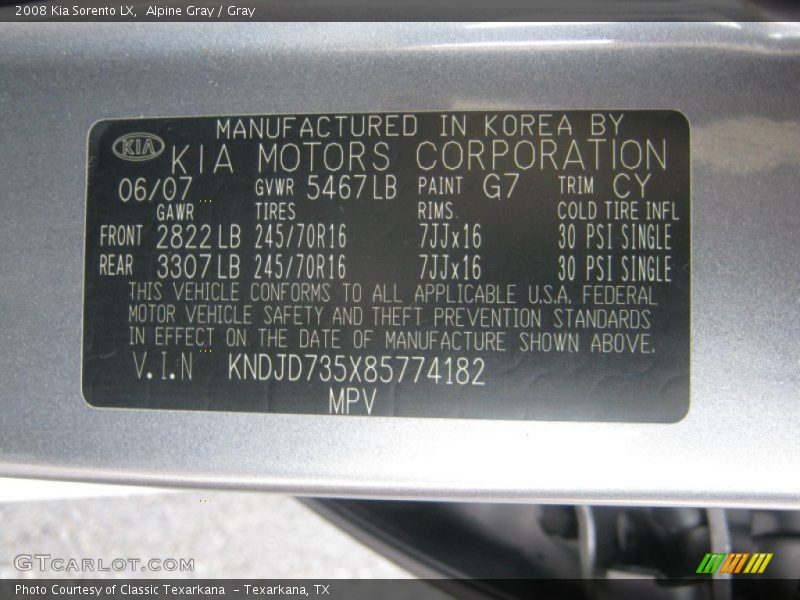 2008 Kia Sorento LX, Alpine Gray / Gray
KIA MANUFACTURED IN KOREA BY
KIA MOTORS CORPORATION
06/07 GVWR 5467LB PAINT G7 TRIM CY
GAWR TIRES RIMS COLD TIRE INFL
FRONT 2822LB 245/70R16 7JJx16 30 PSI SINGLE
REAR 3307LB 245/70R16 7JJx16 30 PSI SINGLE
THIS VEHICLE CONFORMS TO ALL APPLICABLE U.S.A. FEDERAL
MOTOR VEHICLE SAFETY AND THEFT PREVENTION STANDARDS
IN EFFECT ON THE DATE OF MANUFACTURE SHOWN ABOVE.
V.I.N KNDJD735X85774182
MPV
GTCARLOT.COM
Photo Courtesy of Classic Texarkana - Texarkana, TX